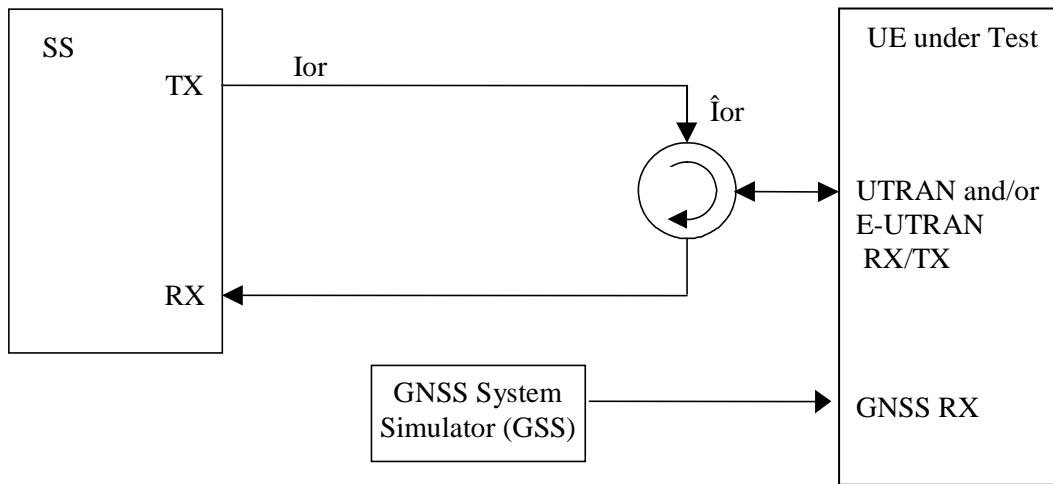 SS
TX
Ior
Îor
UE under Test
UTRAN and/or
E-UTRAN
RX/TX
RX
GNSS System
Simulator (GSS)
GNSS RX